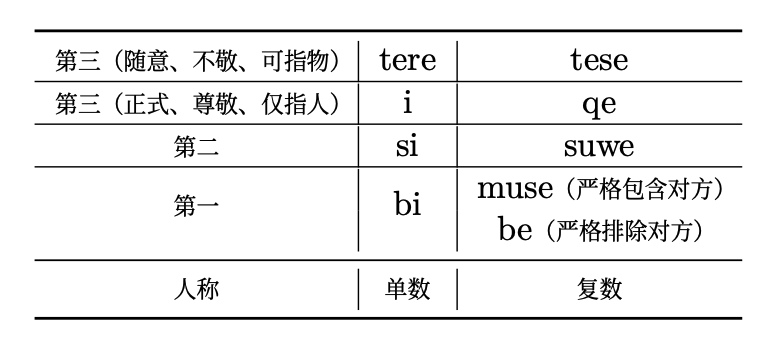 第三（随意、不敬、可指物） tere tese
第三（正式、尊敬、仅指人） i qe
第二 si suwe
第一 bi muse（严格包含对方）
be（严格排除对方）
人称 单数 复数